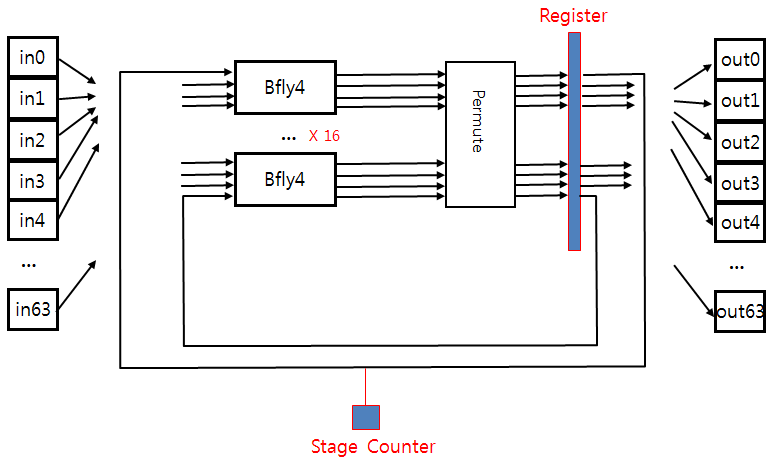 Register
in0
in1
in2
in3
in4
...
in63
Bfly4
... X 16
Bfly4
Permute
out0
out1
out2
out3
out4
...
out63
Stage Counter